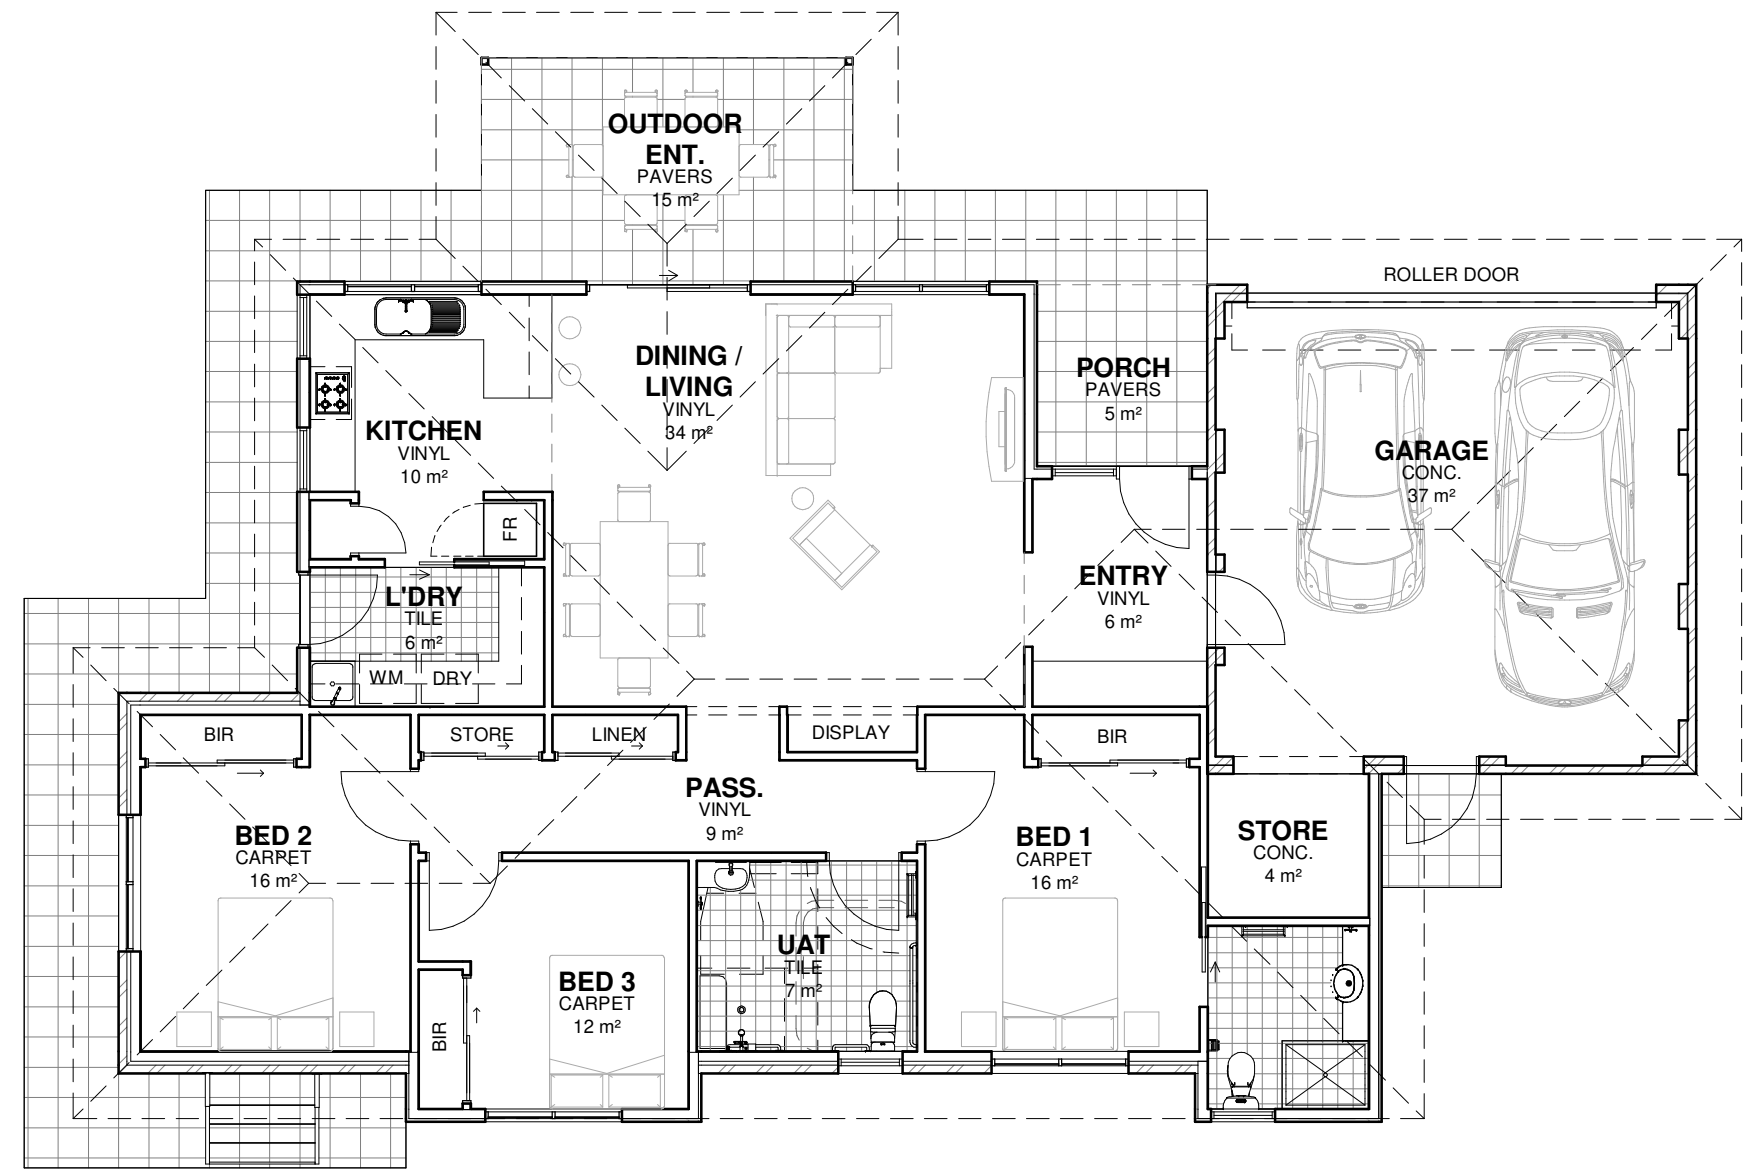 OUTDOOR
ENT.
PAVERS
15 m²
ROLLER DOOR
DINING /
LIVING
VINYL
34 m²
PORCH
PAVERS
5 m²
KITCHEN
VINYL
10 m²
GARAGE
CONC.
37 m²
FR
L'DRY
TILE
6 m²
WM
DRY
ENTRY
VINYL
6 m²
BIR
STORE
LINEN
DISPLAY
BIR
PASS.
VINYL
9 m²
BED 2
CARPET
16 m²
BED 1
CARPET
16 m²
STORE
CONC.
4 m²
UAT
TILE
7 m²
BED 3
CARPET
12 m²
BIR